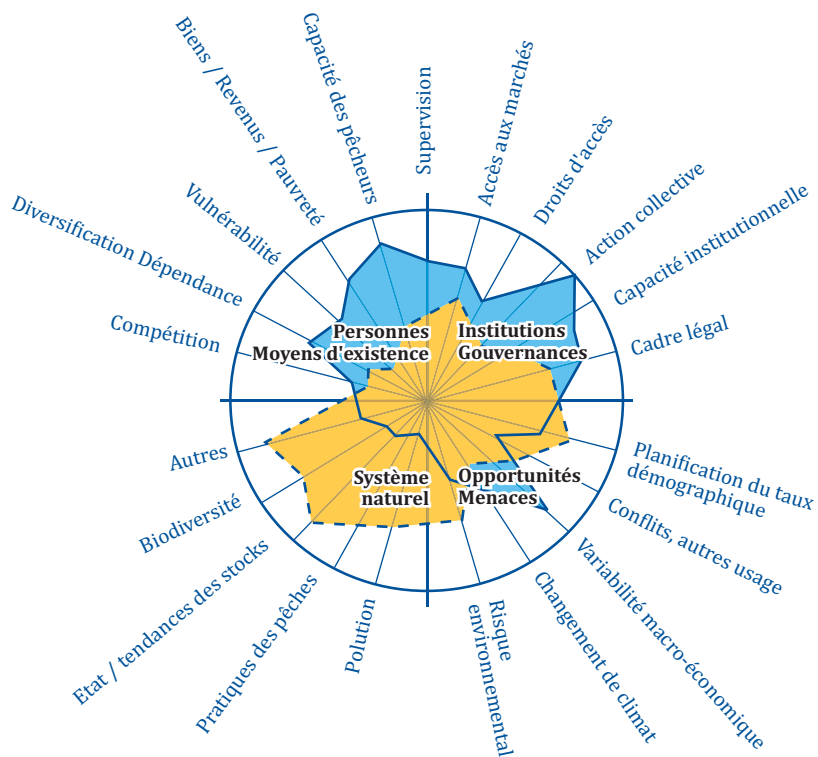 Supervision
Accès aux marchés
Droits d'accès
Action collective
Capacité institutionnelle
Cadre légal
Planification du taux
démographique
Conflits, autres usage
Variabilité macro-économique
Changement de climat
Risque
environnemental
Polution
Pratiques des pêches
Etat / tendances des stocks
Biodiversité
Autres
Compétition
Diversification Dépendance
Vulnérabilité
Biens / Revenus / Pauvreté
Capacité des pêcheurs
Personnes
Moyens d'existence
Institutions
Gouvernances
Système
naturel
Opportunités
Menaces